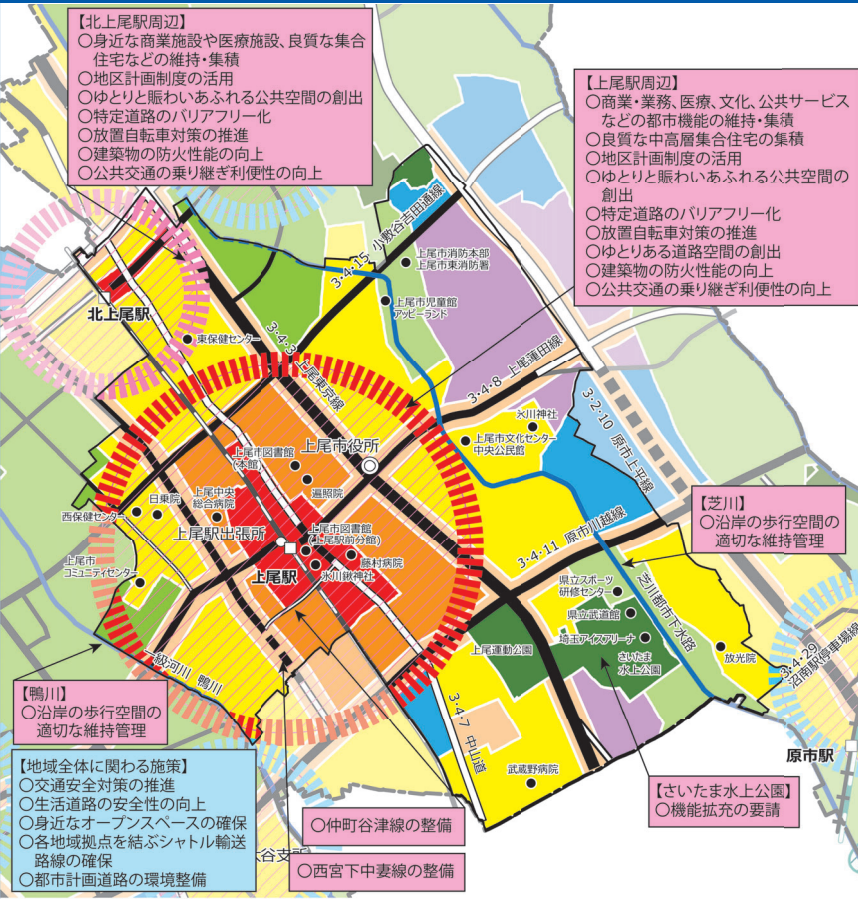 【北上尾駅周辺】
○身近な商業施設や医療施設、良質な集合
住宅などの維持・集積
○地区計画制度の活用
○ゆとりと賑わいあふれる公共空間の創出
○特定道路のバリアフリー化
○放置自転車対策の推進
○建築物の防火性能の向上
○公共交通の乗り継ぎ利便性の向上
【上尾駅周辺】
○商業・業務、医療、文化、公共サービス
などの都市機能の維持・集積
○良質な中高層集合住宅の集積
○地区計画制度の活用
○ゆとりと賑わいあふれる公共空間の
創出
○特定道路のバリアフリー化
○放置自転車対策の推進
○ゆとりある道路空間の創出
○建築物の防火性能の向上
○公共交通の乗り継ぎ利便性の向上
3・4・15 小敷谷吉田通線
上尾市消防本部
上尾市東消防署
上尾市児童館
アッピーランド
北上尾駅
東保健センター
3・4・3 上尾東京線
3・4・8 上尾蓮田線
3・2・10 原市上平線
氷川神社
上尾市文化センター
中央公民館
上尾市役所
上尾市図書館
(本館)
遍照院
上尾中央
総合病院
日乗院
西保健センター
上尾駅出張所
上尾市図書館
(上尾駅前分館)
藤村病院
氷川鍬神社
上尾駅
上尾市
コミュニティセンター
3・4・11 原市川越線
【芝川】
○沿岸の歩行空間の
適切な維持管理
県立スポーツ
研修センター
県立武道館
埼玉アイスアリーナ
さいたま
水上公園
芝川都市下水路
放光院
3・4・29
沼南駅停車場線
上尾運動公園
一級河川 鴨川
3・4・7 中山道
武蔵野病院
原市駅
【鴨川】
○沿岸の歩行空間の
適切な維持管理
【地域全体に関わる施策】
○交通安全対策の推進
○生活道路の安全性の向上
○身近なオープンスペースの確保
○各地域拠点を結ぶシャトル輸送
路線の確保
○都市計画道路の環境整備
谷支所
○仲町谷津線の整備
○西宮下中妻線の整備
【さいたま水上公園】
○機能拡充の要請